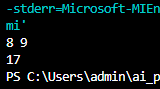 -stderr=Microsoft-MIEn
mi'
8 9
17
PS C:\Users\admin\ai_p